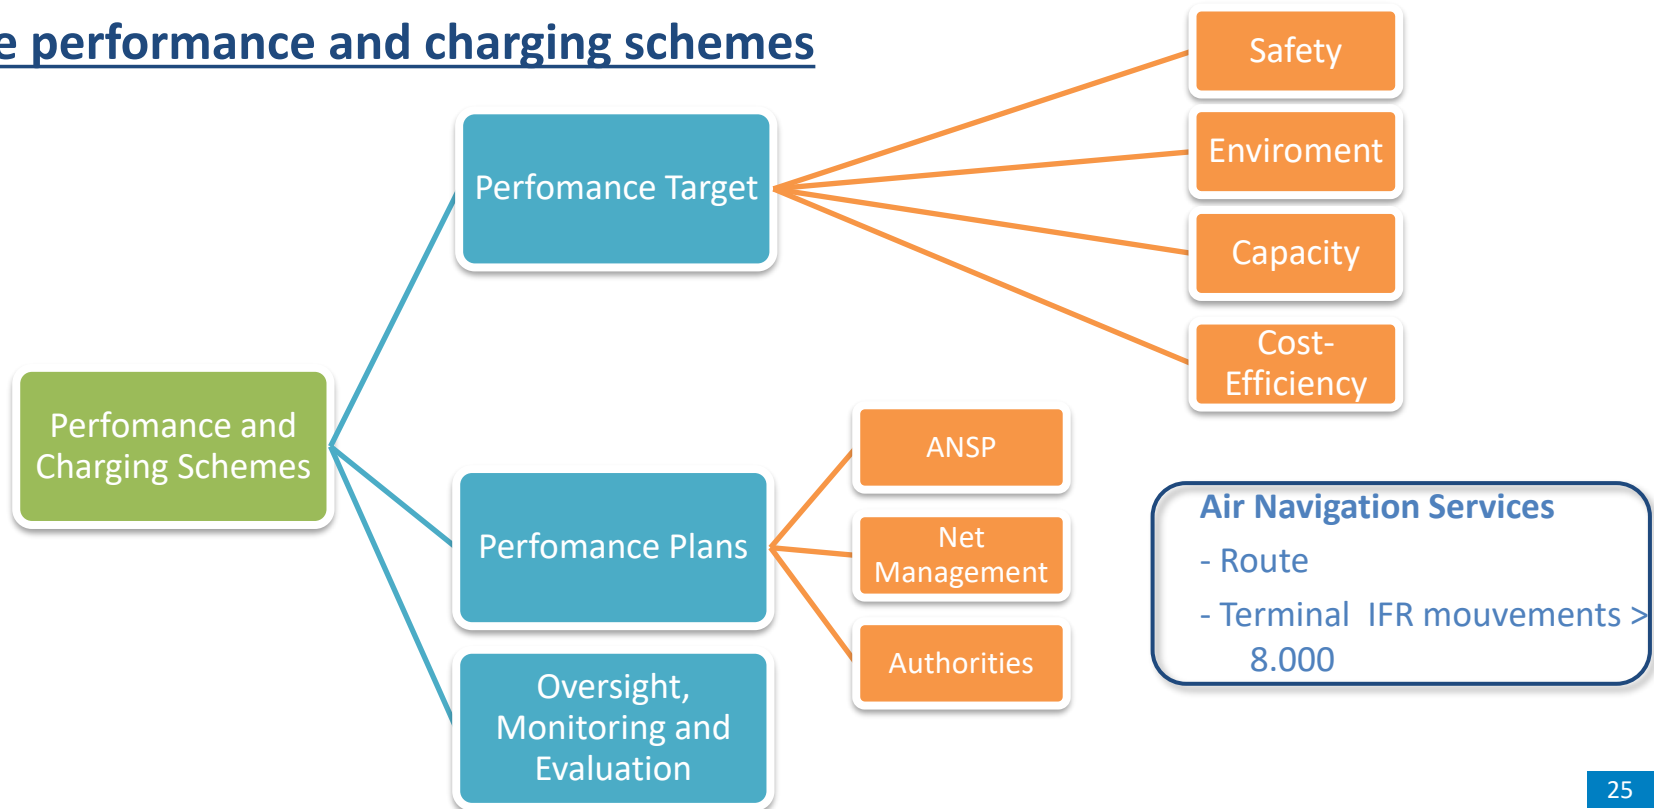 e performance and charging schemes
Safety
Enviroment
Perfomance Target
Capacity
Cost-
Efficiency
Perfomance and
Charging Schemes
ANSP
Perfomance Plans
Net
Management
Authorities
Oversight,
Monitoring and
Evaluation
Air Navigation Services
- Route
- Terminal IFR mouvements >
8.000
25